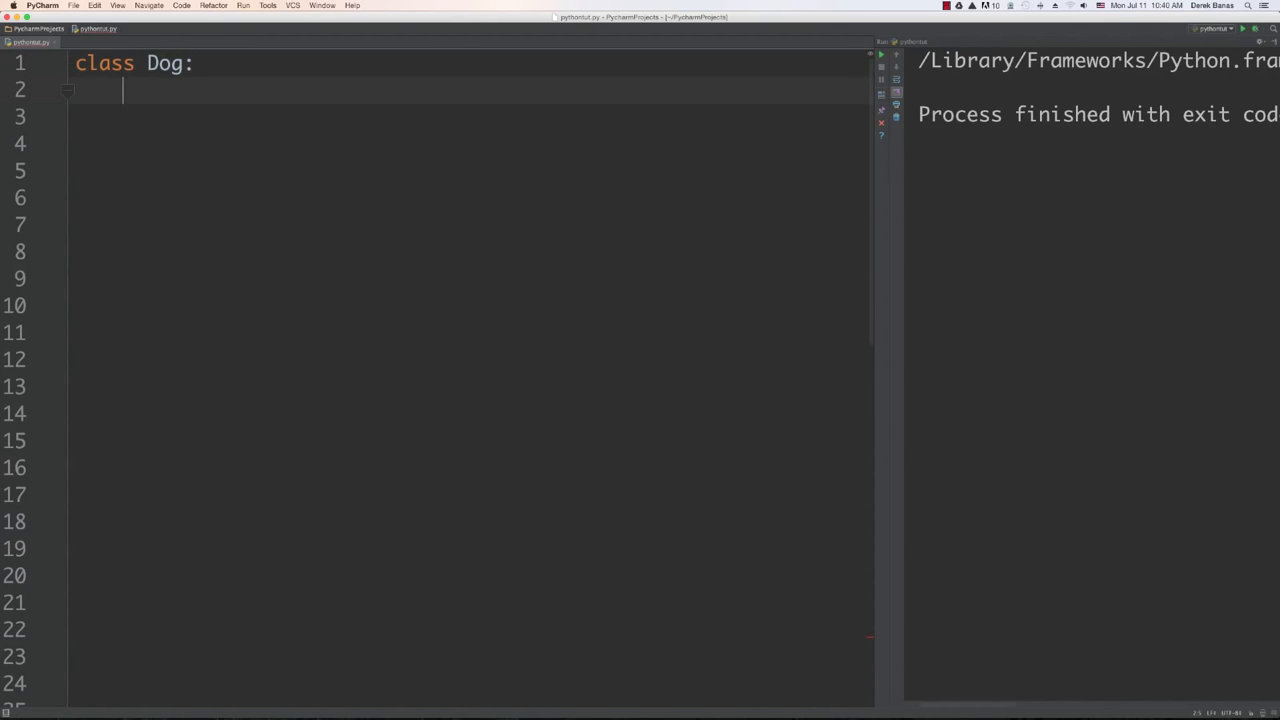 PyCharm File Edit View Navigate Code Refactor Run Tools VCS Window Help
10 Mon Jul 11 10:40 AM Derek Banas
pythontut.py - PycharmProjects - [~/PycharmProjects]
PycharmProjects pythontut.py pythontut
pythontut.py Run: pythontut
1 class Dog: /Library/Frameworks/Python.fra
2
3 Process finished with exit cod
4
5
6
7
8
9
10
11
12
13
14
15
16
17
18
19
20
21
22
23
24
2:5 LF÷ UTF-8÷